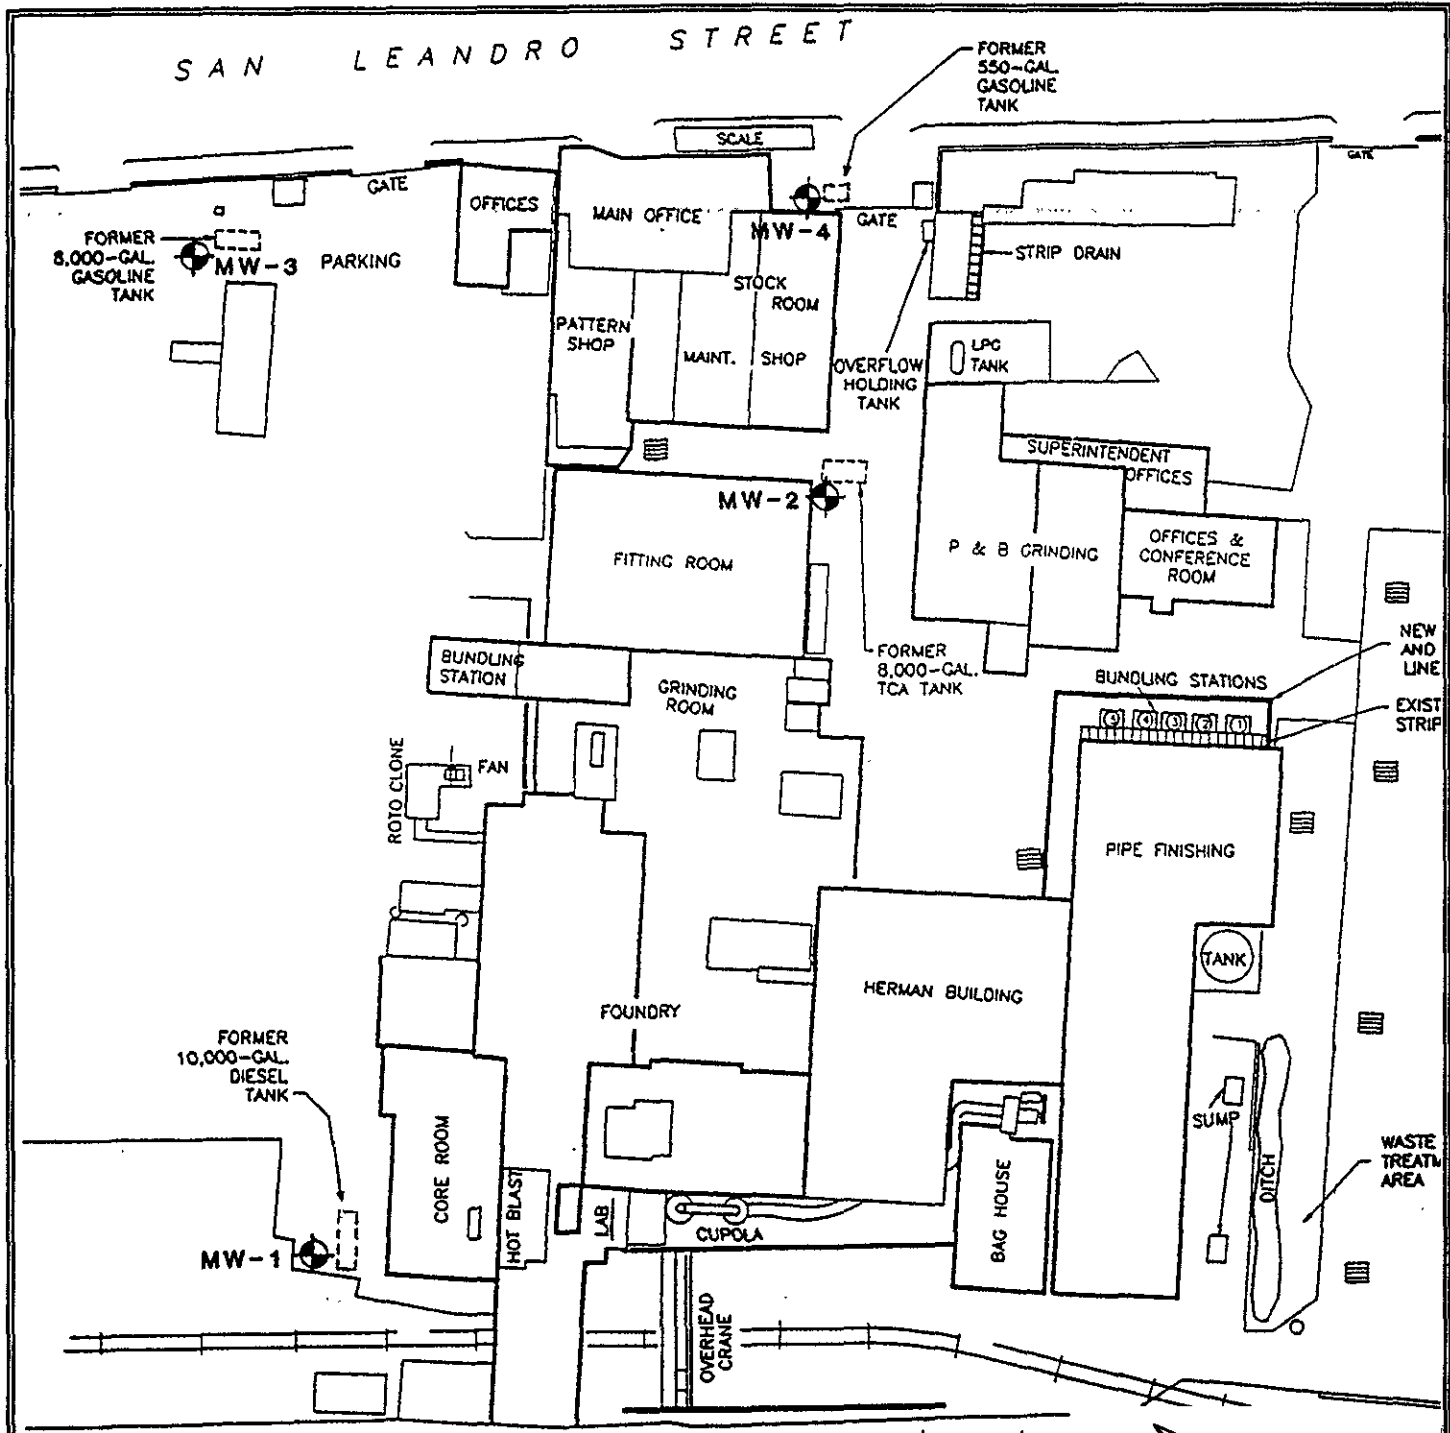 SAN LEANDRO STREET
FORMER
550-GAL.
GASOLINE
TANK
SCALE
GATE
GATE
OFFICES
MAIN OFFICE
MW-4
GATE
FORMER
8,000-GAL.
GASOLINE
TANK
MW-3
PARKING
STRIP DRAIN
STOCK
ROOM
PATTERN
SHOP
MAINT.
SHOP
OVERFLOW
HOLDING
TANK
LPG
TANK
SUPERINTENDENT
OFFICES
MW-2
FITTING ROOM
P & B GRINDING
OFFICES &
CONFERENCE
ROOM
NEW
AND
LINE
BUNDLING
STATION
GRINDING
ROOM
FORMER
8,000-GAL.
TCA TANK
BUNDLING STATIONS
EXIST
STRIP
5
4
3
2
1
ROTO CLONE
FAN
PIPE FINISHING
TANK
HERMAN BUILDING
FOUNDRY
FORMER
10,000-GAL.
DIESEL
TANK
CORE ROOM
SUMP
DITCH
WASTE
TREATM
AREA
HOT BLAST
LAB
CUPOLA
BAG HOUSE
MW-1
OVERHEAD
CRANE